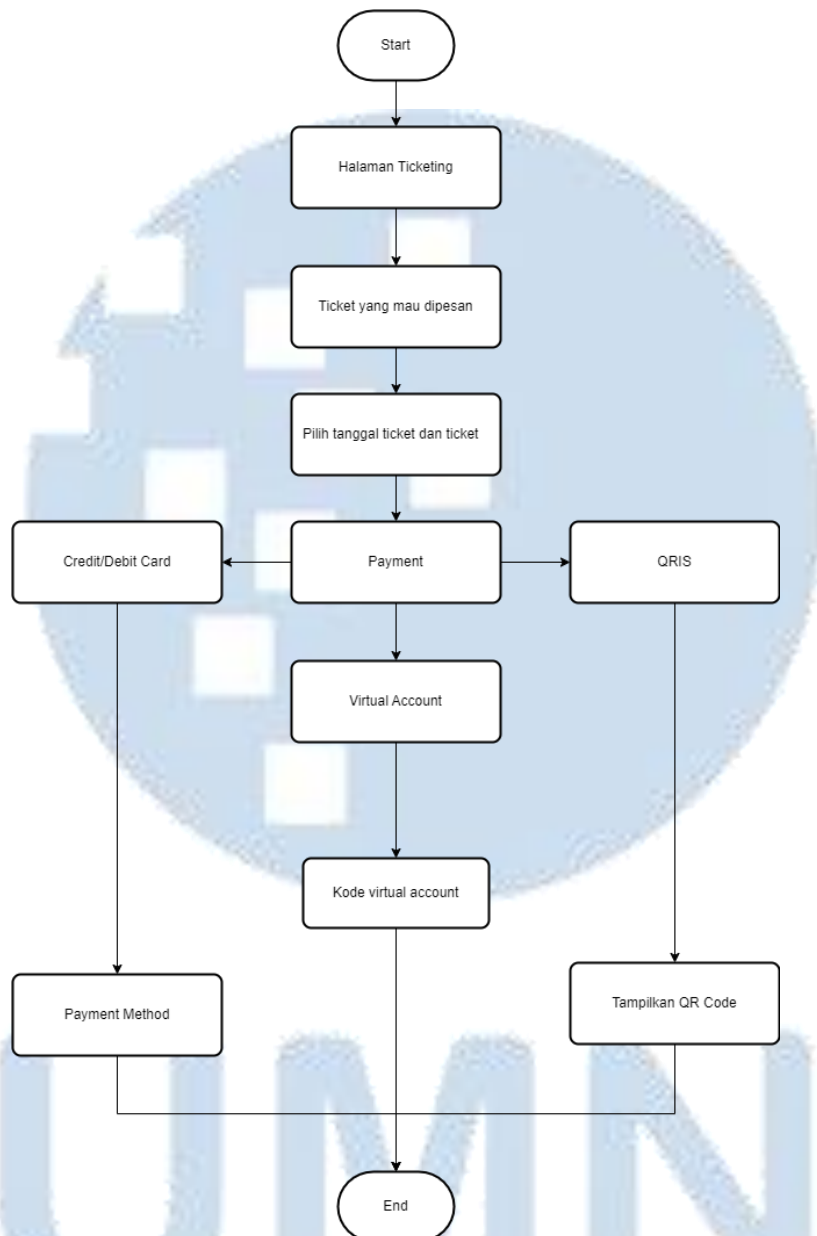 Start
Halaman Ticketing
Ticket yang mau dipesan
Pilih tanggal ticket dan ticket
Credit/Debit Card
Payment
QRIS
Virtual Account
Kode virtual account
Payment Method
Tampilkan QR Code
UMN
End